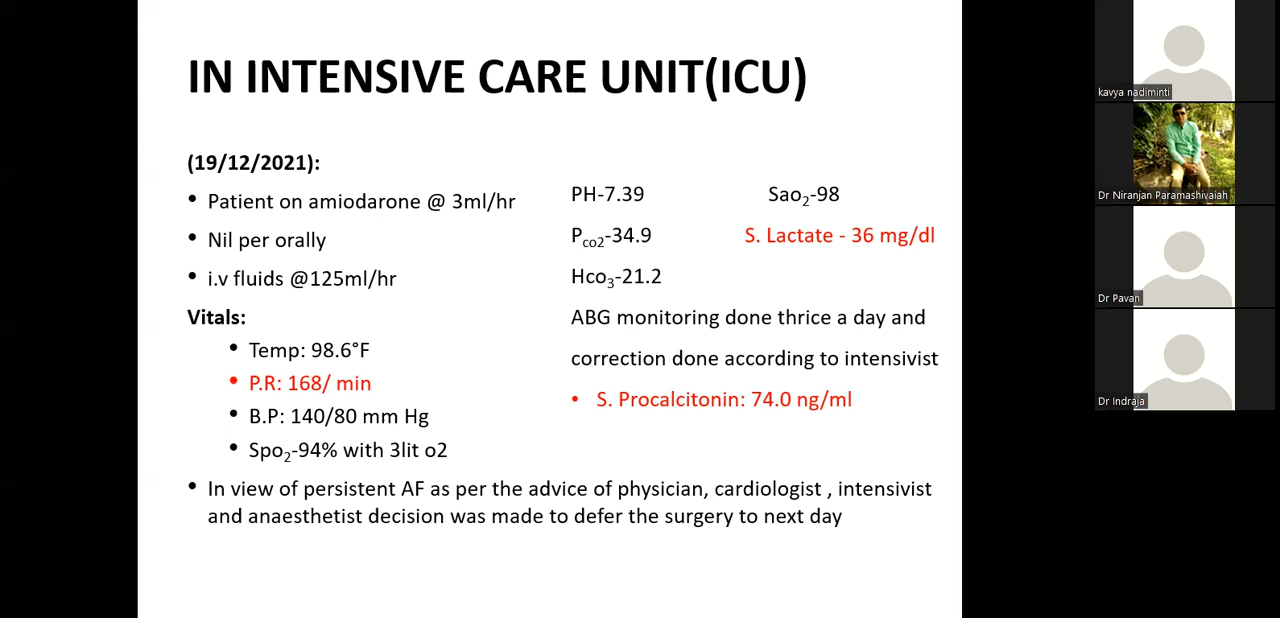 IN INTENSIVE CARE UNIT(ICU)
(19/12/2021):
• Patient on amiodarone @ 3ml/hr
• Nil per orally
• i.v fluids @125ml/hr
Vitals:
• Temp: 98.6°F
• P.R: 168/ min
• B.P: 140/80 mm Hg
• Spo2-94% with 3lit o2
PH-7.39 Sao2-98
Pco2-34.9 S. Lactate - 36 mg/dl
Hco3-21.2
ABG monitoring done thrice a day and
correction done according to intensivist
• S. Procalcitonin: 74.0 ng/ml
• In view of persistent AF as per the advice of physician, cardiologist , intensivist
and anaesthetist decision was made to defer the surgery to next day
kavya nadiminti
Dr Niranjan Paramashivaiah
Dr Pavan
Dr Indraja